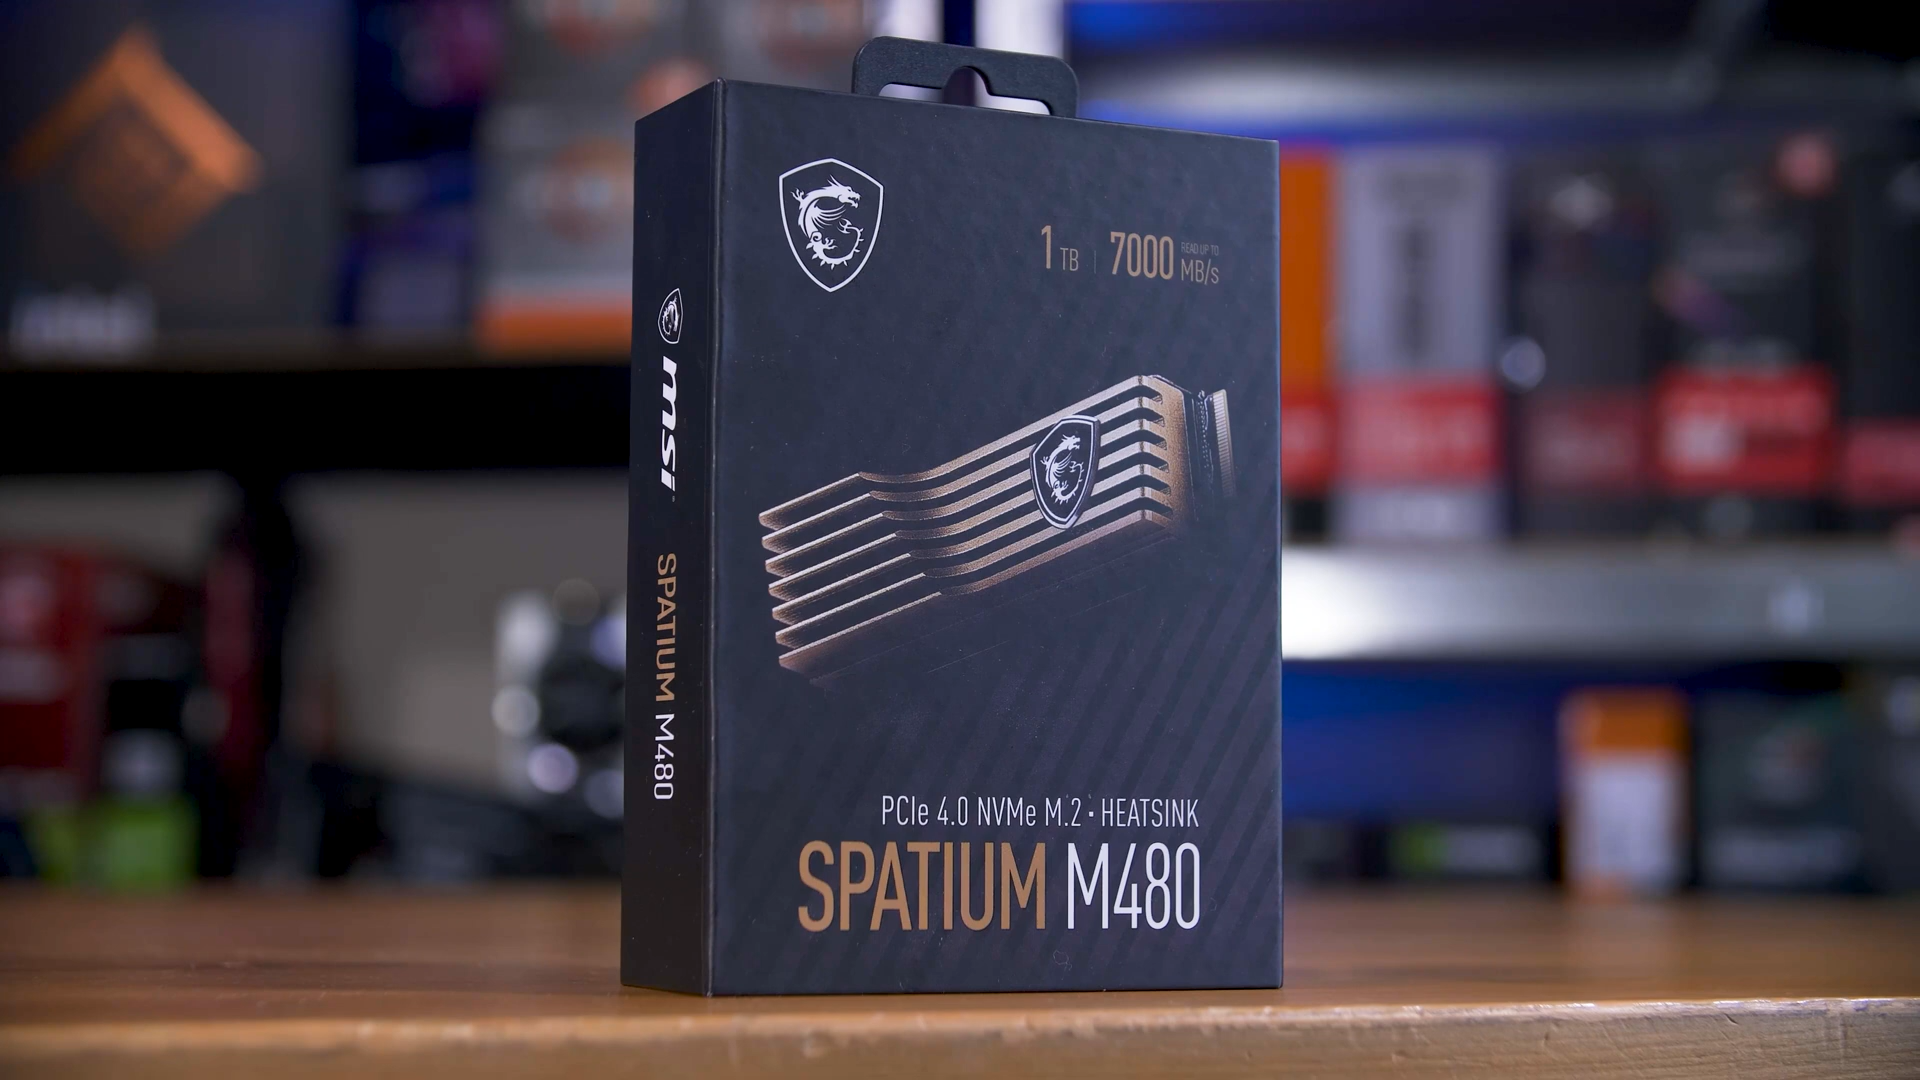 1 TB | 7000 READ UP TO MB/s
PCIe 4.0 NVMe M.2 · HEATSINK
SPATIUM M480
msi SPATIUM M480